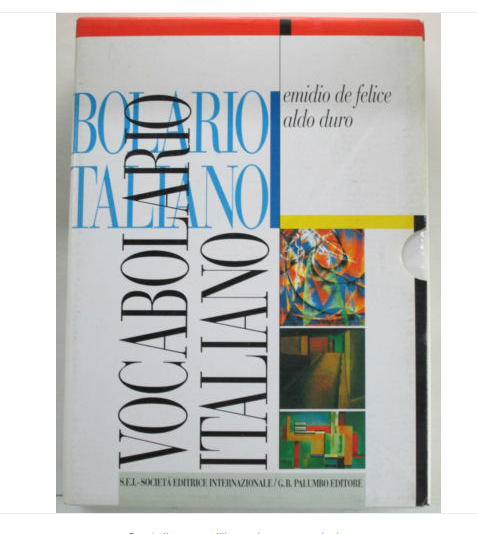 emidio de felice
aldo duro
BOLARIO
TALIANO
VOCABOLARIO
ITALIANO
S.E.I.- SOCIETÀ EDITRICE INTERNAZIONALE / G. B. PALUMBO EDITORE